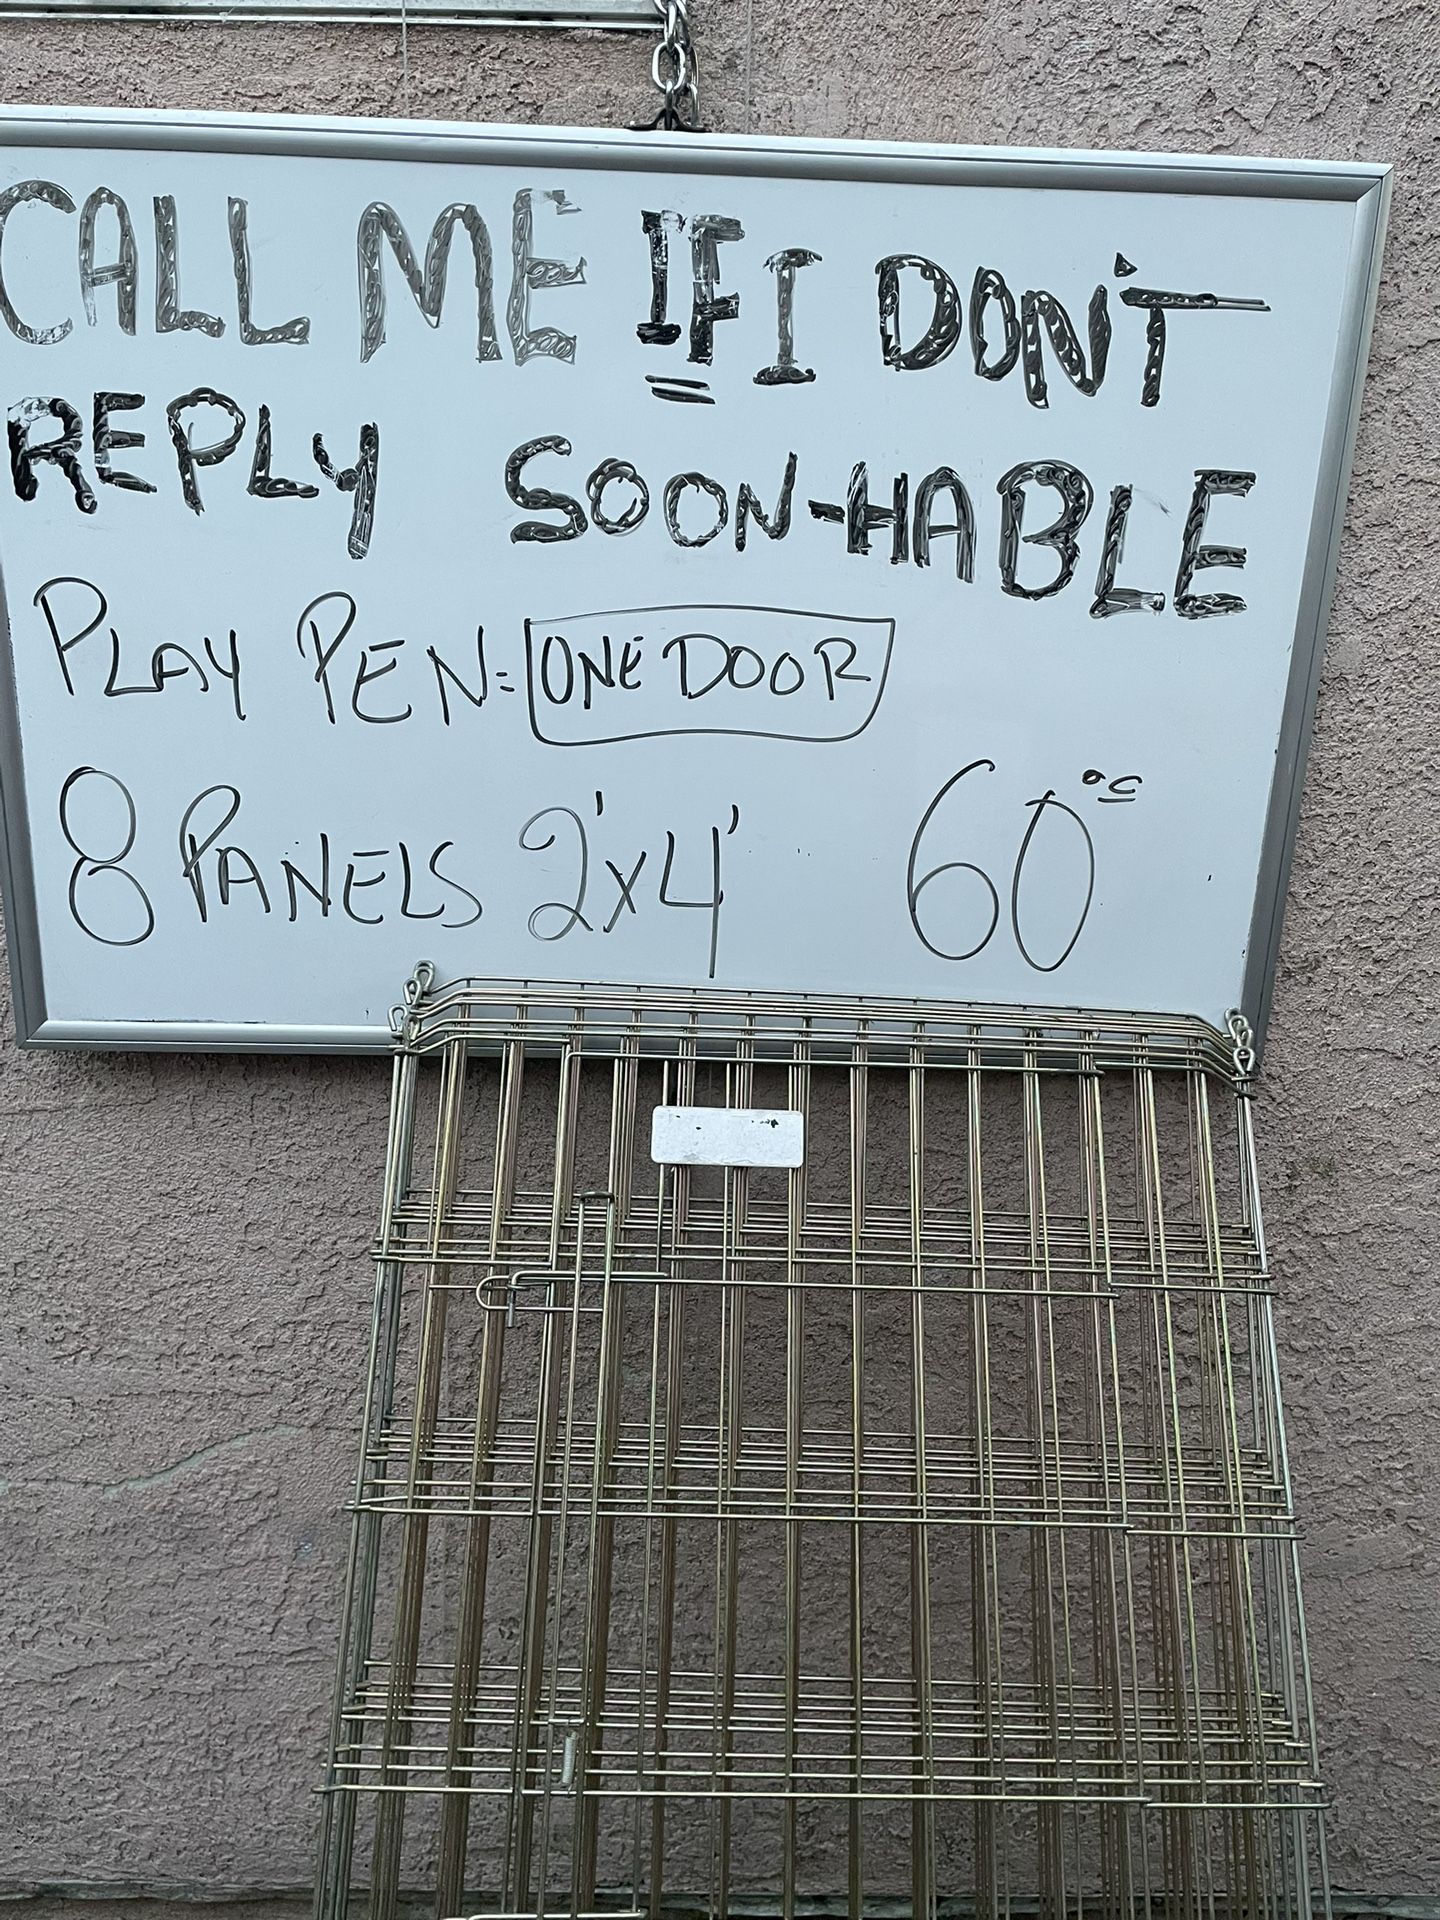 CALL ME IF I DON'T
REPLY SOON-HABLE
PLAY PEN= ONE DOOR
8 PANELS 2'x4' 60°c